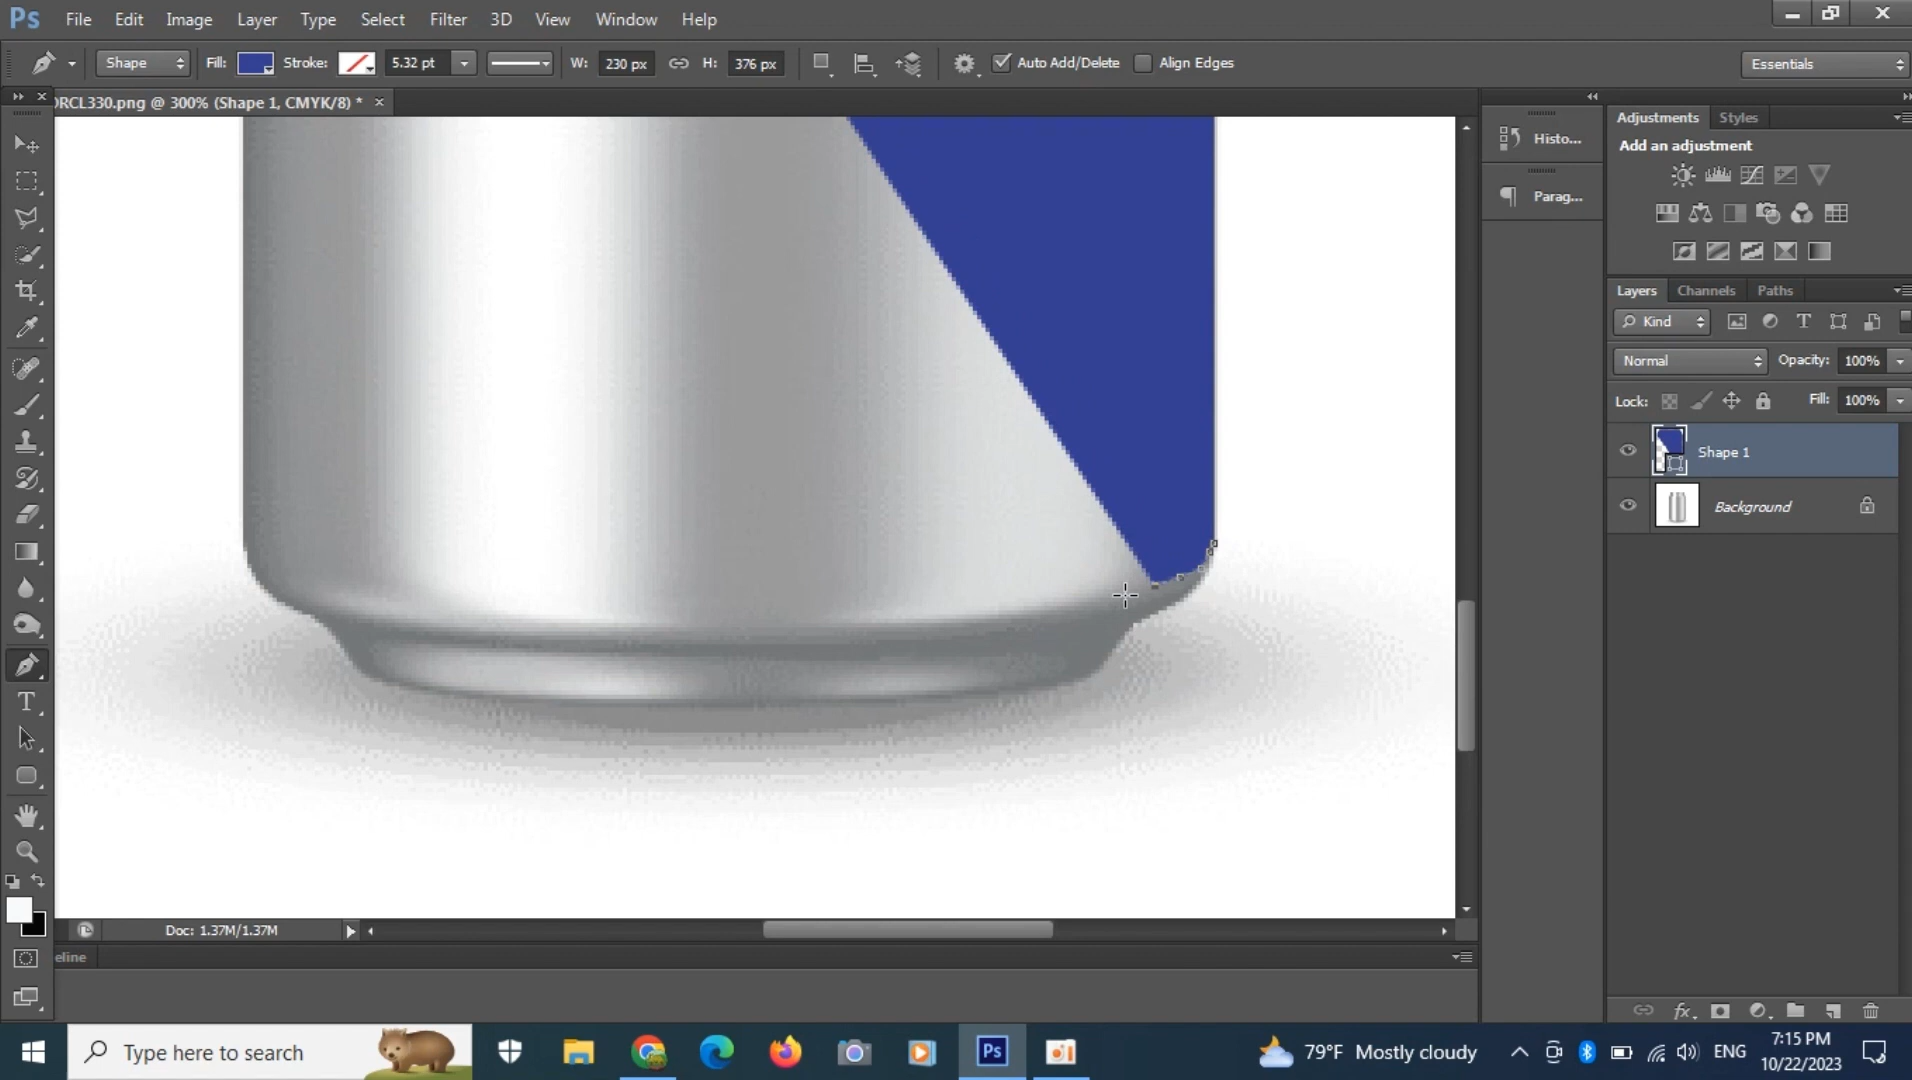 Ps File Edit Image Layer Type Select Filter 3D View Window Help
Shape Fill: Stroke: 5.32 pt W: 230 px H: 376 px Auto Add/Delete Align Edges Essentials
ORCL330.png @ 300% (Shape 1, CMYK/8) *
Adjustments Styles
Histo...
Add an adjustment
Parag...
Layers Channels Paths
Kind
Normal Opacity: 100%
Lock: Fill: 100%
Shape 1
Background
T
Doc: 1.37M/1.37M
eline
fx
Type here to search
Ps
79°F Mostly cloudy
ENG
7:15 PM
10/22/2023